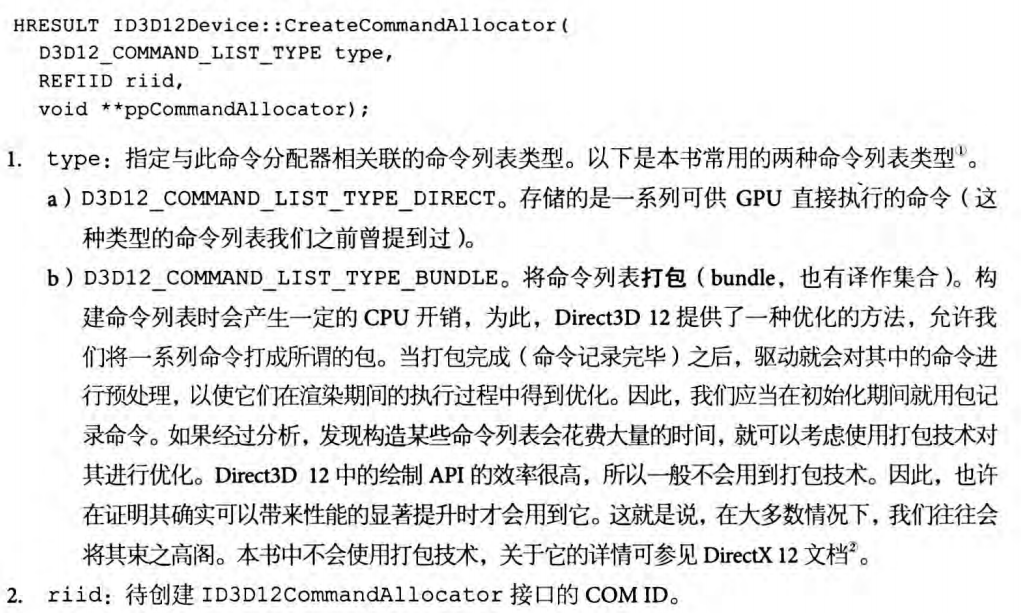 HRESULT ID3D12Device::CreateCommandAllocator(
D3D12_COMMAND_LIST_TYPE type,
REFIID riid,
void **ppCommandAllocator);
1. type：指定与此命令分配器相关联的命令列表类型。以下是本书常用的两种命令列表类型①。
a）D3D12_COMMAND_LIST_TYPE_DIRECT。存储的是一系列可供 GPU 直接执行的命令（这
种类型的命令列表我们之前曾提到过）。
b）D3D12_COMMAND_LIST_TYPE_BUNDLE。将命令列表打包（bundle，也有译作集合）。构
建命令列表时会产生一定的 CPU 开销，为此，Direct3D 12 提供了一种优化的方法，允许我
们将一系列命令打成所谓的包。当打包完成（命令记录完毕）之后，驱动就会对其中的命令进
行预处理，以使它们在渲染期间的执行过程中得到优化。因此，我们应当在初始化期间就用包记
录命令。如果经过分析，发现构造某些命令列表会花费大量的时间，就可以考虑使用打包技术对
其进行优化。Direct3D 12 中的绘制 API 的效率很高，所以一般不会用到打包技术。因此，也许
在证明其确实可以带来性能的显著提升时才会用到它。这就是说，在大多数情况下，我们往往会
将其束之高阁。本书中不会使用打包技术，关于它的详情可参见 DirectX 12 文档②。
2. riid：待创建 ID3D12CommandAllocator 接口的 COM ID。